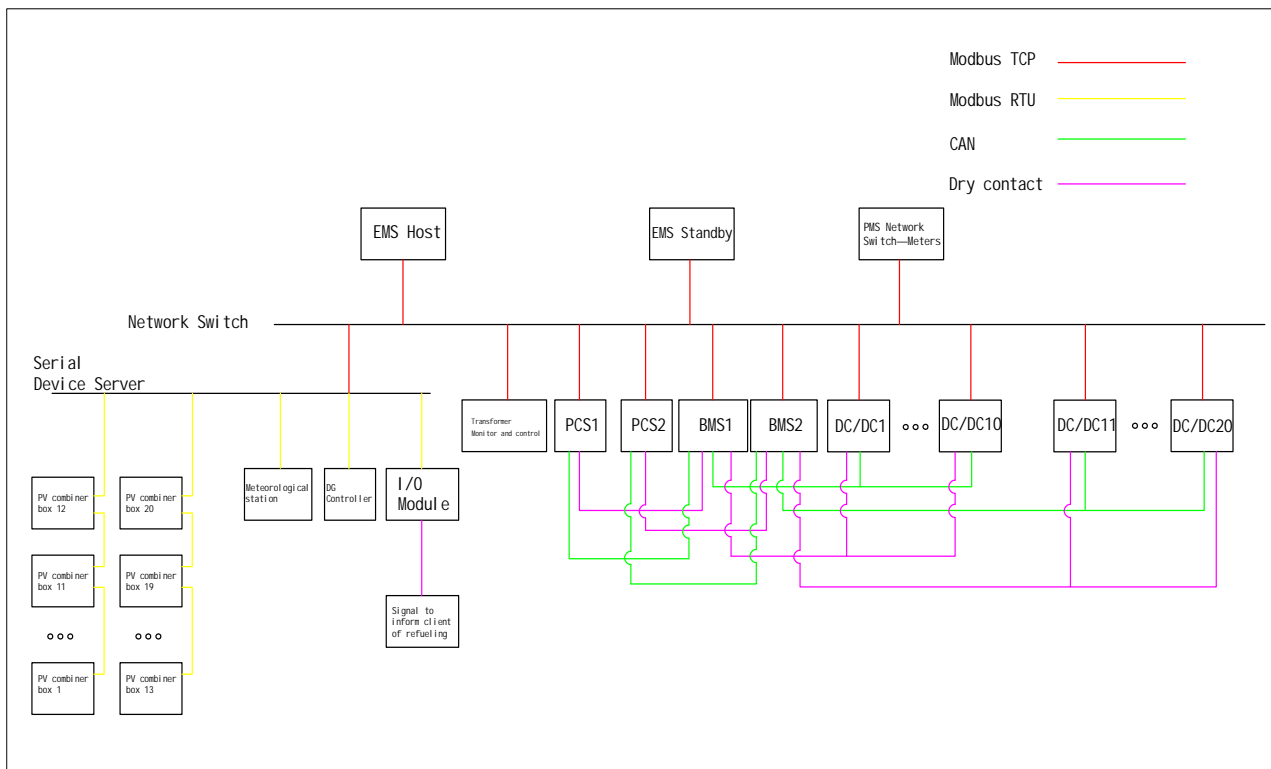 Modbus TCP
Modbus RTU
CAN
Dry contact
EMS Host
EMS Standby
PMS Network
Switch—Meters
Network Switch
Serial
Device Server
Transformer
Monitor and control
PCS1
PCS2
BMS1
BMS2
DC/DC1
DC/DC10
DC/DC11
DC/DC20
PV combiner
box 12
PV combiner
box 20
Meteorological
station
DG
Controller
I/O
Module
PV combiner
box 11
PV combiner
box 19
Signal to
inform client
of refueling
PV combiner
box 1
PV combiner
box 13